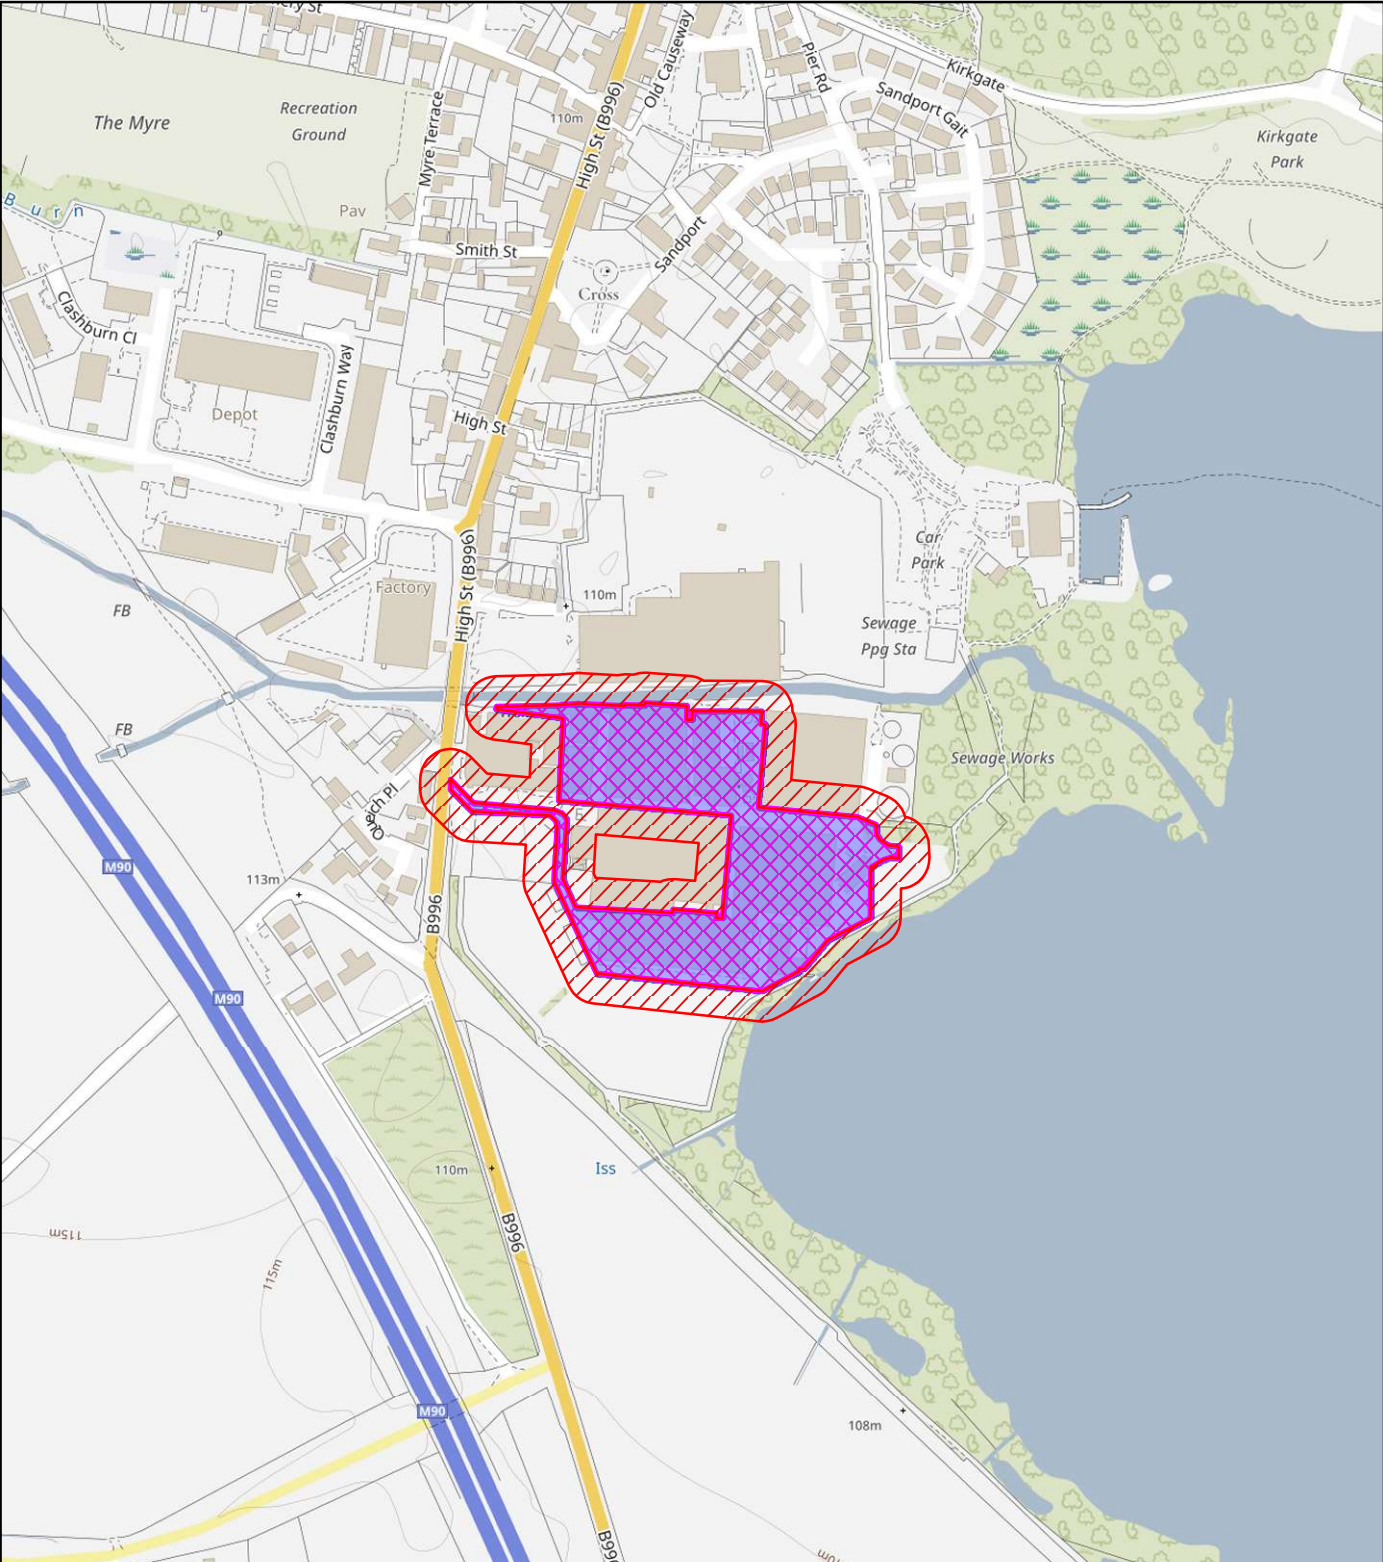 High St (B996)
Old Causeway
Pier Rd
Kirkgate
Sandport Gait
The Myre
Recreation
Ground
Myre Terrace
110m
Kirkgate
Park
Burn
Pav
Smith St
Sandport
Cross
Clashburn Cl
Clashburn Way
Depot
High St
High St (B996)
Car
Park
FB
Factory
110m
Sewage
Ppg Sta
FB
Sewage Works
M90
113m
B996
M90
Iss
110m
B996
115m
115m
M90
108m